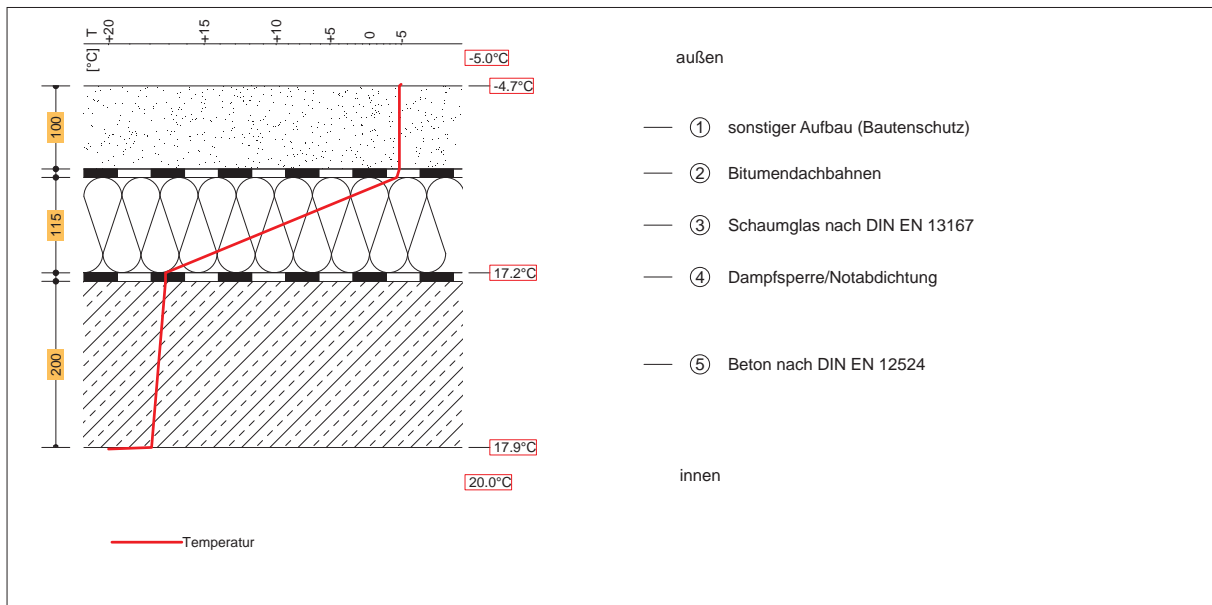 T
[°C]
+20
+15
+10
+5
0
-5
-5.0°C
außen
-4.7°C
100
1 sonstiger Aufbau (Bautenschutz)
2 Bitumendachbahnen
115
3 Schaumglas nach DIN EN 13167
17.2°C
4 Dampfsperre/Notabdichtung
200
5 Beton nach DIN EN 12524
17.9°C
20.0°C
innen
Temperatur